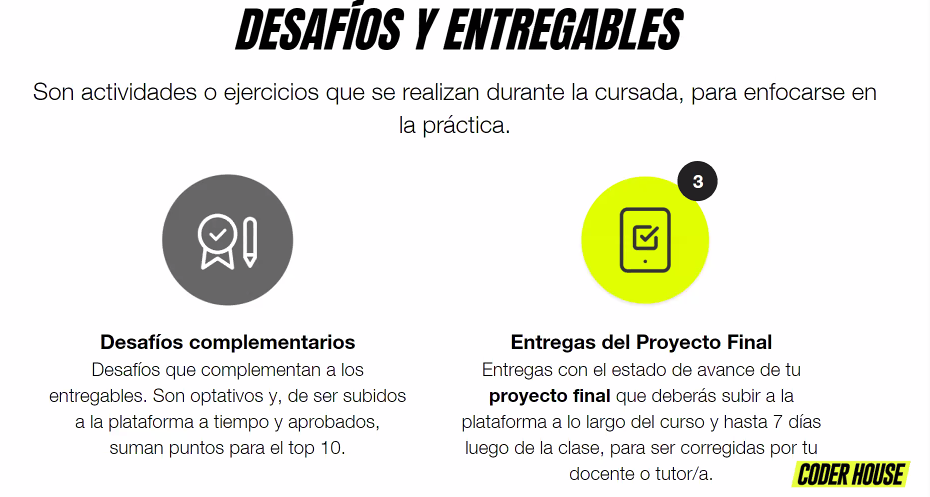 DESAFÍOS Y ENTREGABLES
Son actividades o ejercicios que se realizan durante la cursada, para enfocarse en
la práctica.
3
Desafíos complementarios
Desafíos que complementan a los
entregables. Son optativos y, de ser subidos
a la plataforma a tiempo y aprobados,
suman puntos para el top 10.
Entregas del Proyecto Final
Entregas con el estado de avance de tu
proyecto final que deberás subir a la
plataforma a lo largo del curso y hasta 7 días
luego de la clase, para ser corregidas por tu
docente o tutor/a.
CODER HOUSE